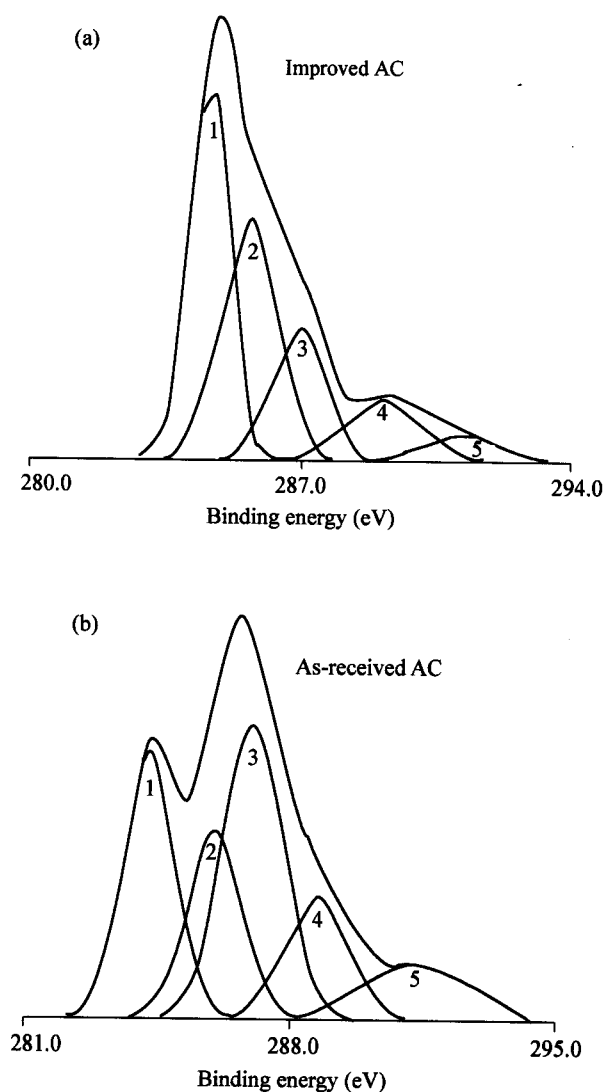 (a)
Improved AC
1
2
3
4
5
280.0 287.0 294.0
Binding energy (eV)
(b)
As-received AC
1
2
3
4
5
281.0 288.0 295.0
Binding energy (eV)